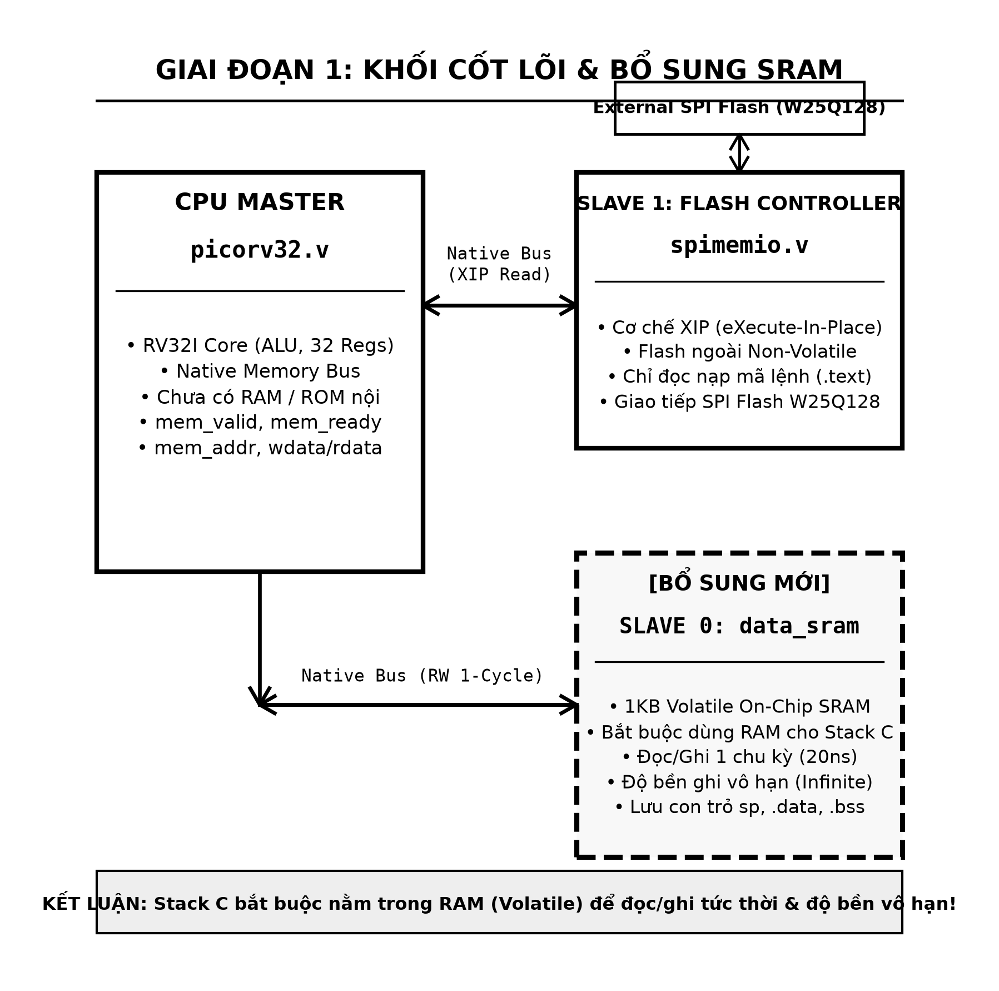 GIAI ĐOẠN 1: KHỐI CỐT LÕI & BỔ SUNG SRAM
External SPI Flash (W25Q128)
CPU MASTER
picorv32.v
• RV32I Core (ALU, 32 Regs)
• Native Memory Bus
• Chưa có RAM / ROM nội
• mem_valid, mem_ready
• mem_addr, wdata/rdata
Native Bus
(XIP Read)
SLAVE 1: FLASH CONTROLLER
spimemio.v
• Cơ chế XIP (eXecute-In-Place)
• Flash ngoài Non-Volatile
• Chỉ đọc nạp mã lệnh (.text)
• Giao tiếp SPI Flash W25Q128
Native Bus (RW 1-Cycle)
[BỔ SUNG MỚI]
SLAVE 0: data_sram
• 1KB Volatile On-Chip SRAM
• Bắt buộc dùng RAM cho Stack C
• Đọc/Ghi 1 chu kỳ (20ns)
• Độ bền ghi vô hạn (Infinite)
• Lưu con trỏ sp, .data, .bss
KẾT LUẬN: Stack C bắt buộc nằm trong RAM (Volatile) để đọc/ghi tức thời & độ bền vô hạn!